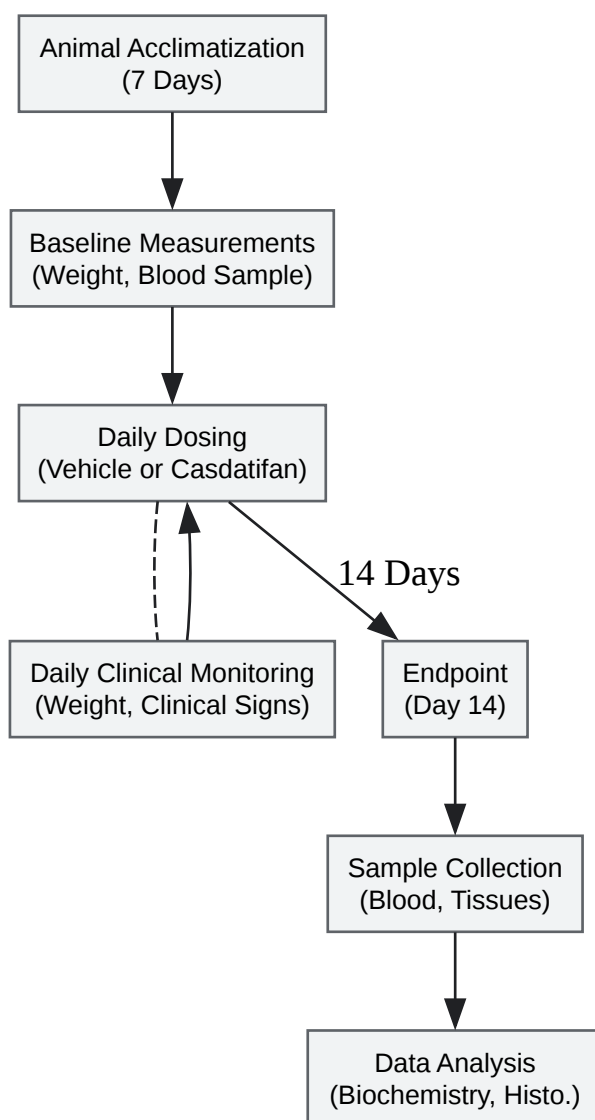 Animal Acclimatization
(7 Days)
Baseline Measurements
(Weight, Blood Sample)
Daily Dosing
(Vehicle or Casdatifan)
14 Days
Daily Clinical Monitoring
(Weight, Clinical Signs)
Endpoint
(Day 14)
Sample Collection
(Blood, Tissues)
Data Analysis
(Biochemistry, Histo.)